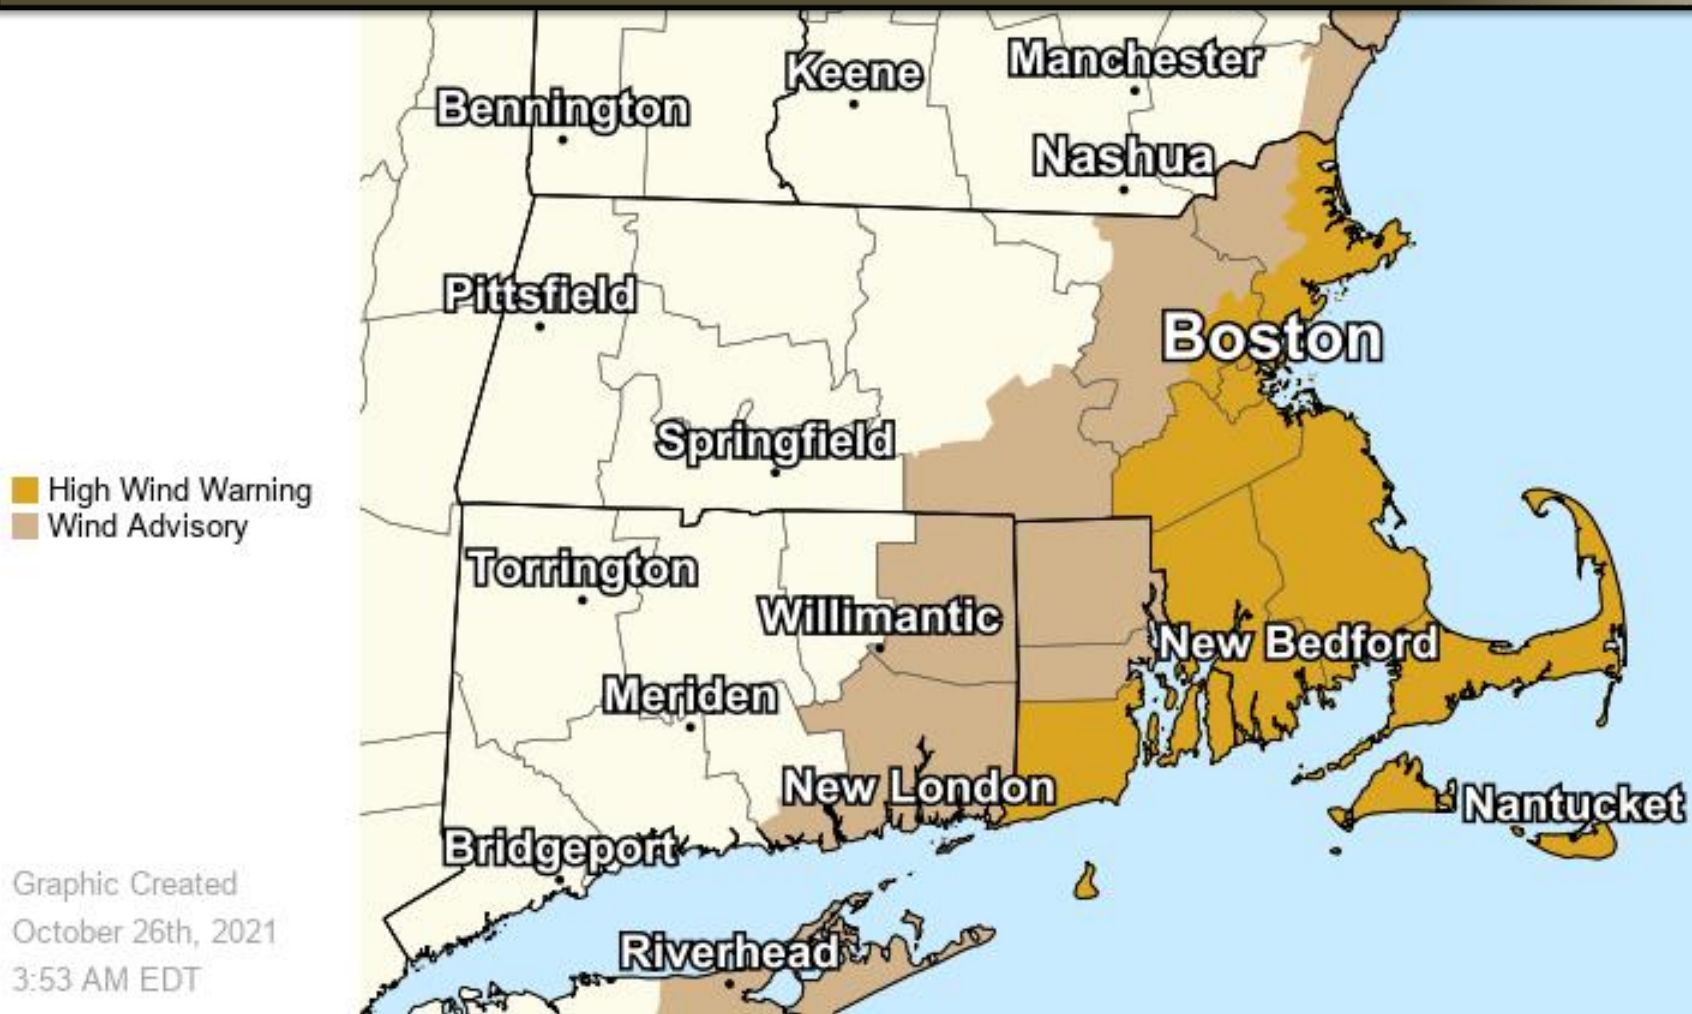 Keene
Manchester
Bennington
Nashua
Pittsfield
Boston
Springfield
High Wind Warning
Wind Advisory
Torrington
Willimantic
New Bedford
Meriden
New London
Nantucket
Bridgeport
Graphic Created
October 26th, 2021
3:53 AM EDT
Riverhead